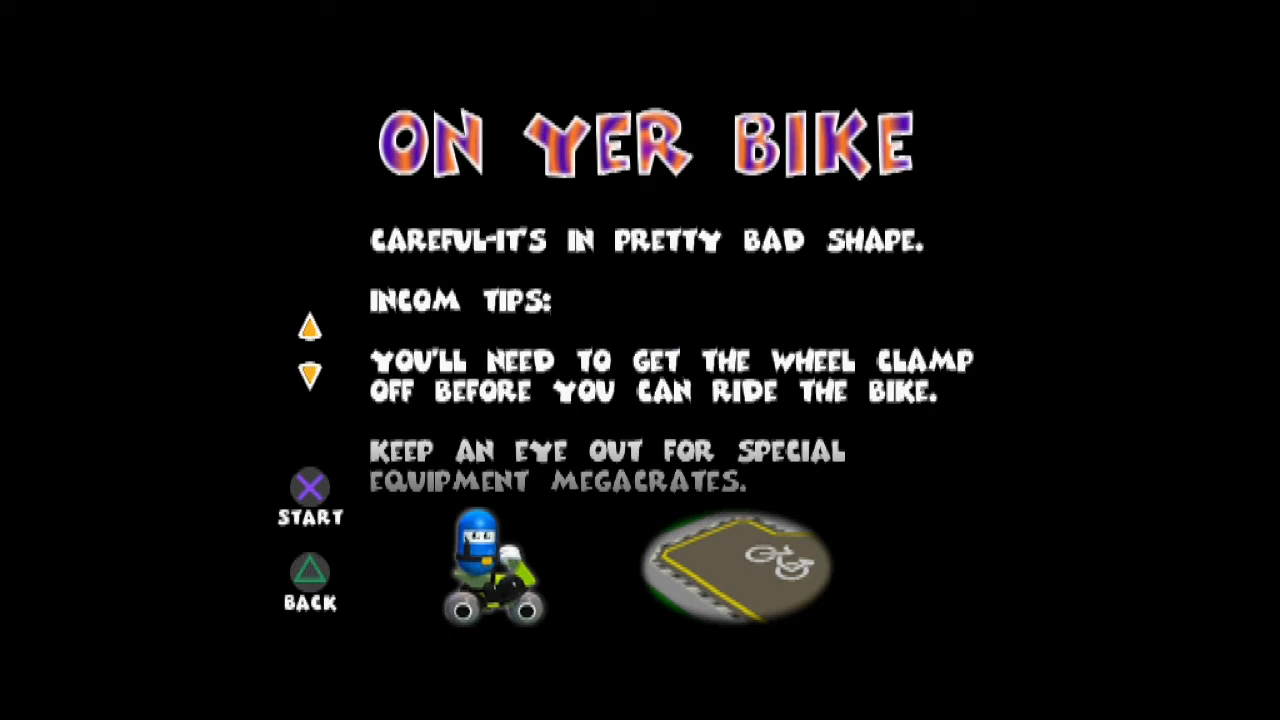 ON YER BIKE
CAREFUL-IT'S IN PRETTY BAD SHAPE.
INCOM TIPS:
YOU'LL NEED TO GET THE WHEEL CLAMP
OFF BEFORE YOU CAN RIDE THE BIKE.
KEEP AN EYE OUT FOR SPECIAL
EQUIPMENT MEGACRATES.
START
BACK